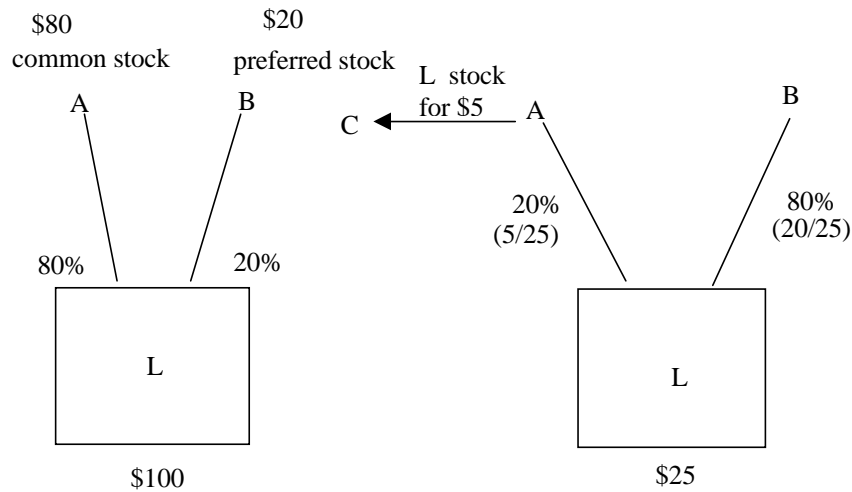 $80
common stock
A
$20
preferred stock
B
80%
20%
L
$100
L stock
for $5
C
A
B
20%
(5/25)
80%
(20/25)
L
$25